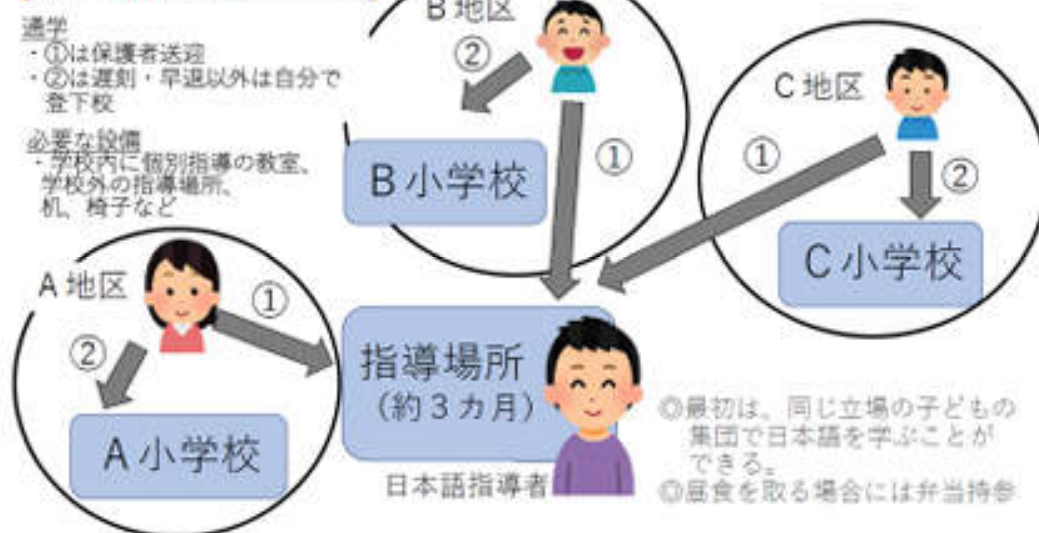 通学
・①は保護者送迎
・②は遅刻・早退以外は自分で
登下校
必要な設備
・学校内に個別指導の教室、
学校外の指導場所、
机、椅子など
B地区
②
①
B小学校
C地区
①
②
C小学校
A地区
①
②
A小学校
指導場所
（約３カ月）
日本語指導者
◎最初は、同じ立場の子どもの
集団で日本語を学ぶことが
できる。
◎昼食を取る場合には弁当持参